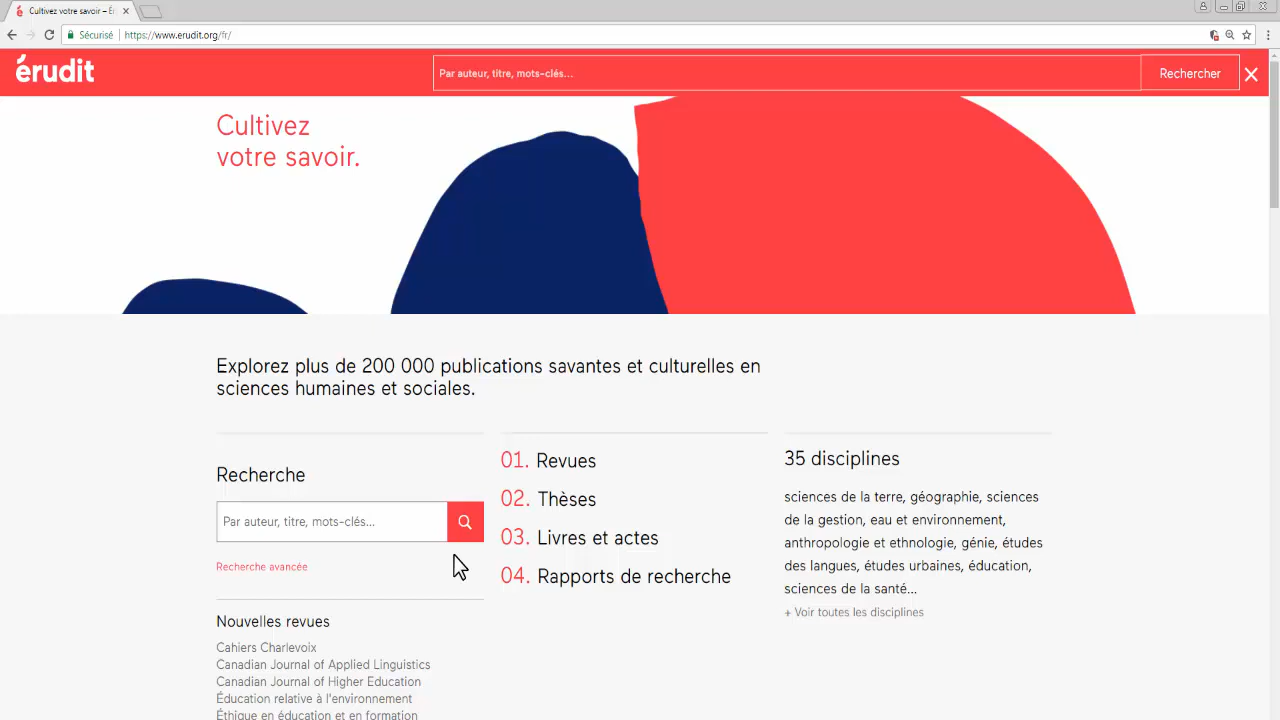 Cultivez votre savoir. – Ér
Sécurisé
https://www.erudit.org/fr/
érudit
Par auteur, titre, mots-clés...
Rechercher
Cultivez
votre savoir.
Explorez plus de 200 000 publications savantes et culturelles en
sciences humaines et sociales.
Recherche
Par auteur, titre, mots-clés...
Recherche avancée
Nouvelles revues
Cahiers Charlevoix
Canadian Journal of Applied Linguistics
Canadian Journal of Higher Education
Éducation relative à l'environnement
Éthique en éducation et en formation
01. Revues
02. Thèses
03. Livres et actes
04. Rapports de recherche
35 disciplines
sciences de la terre, géographie, sciences
de la gestion, eau et environnement,
anthropologie et ethnologie, génie, études
des langues, études urbaines, éducation,
sciences de la santé...
+ Voir toutes les disciplines